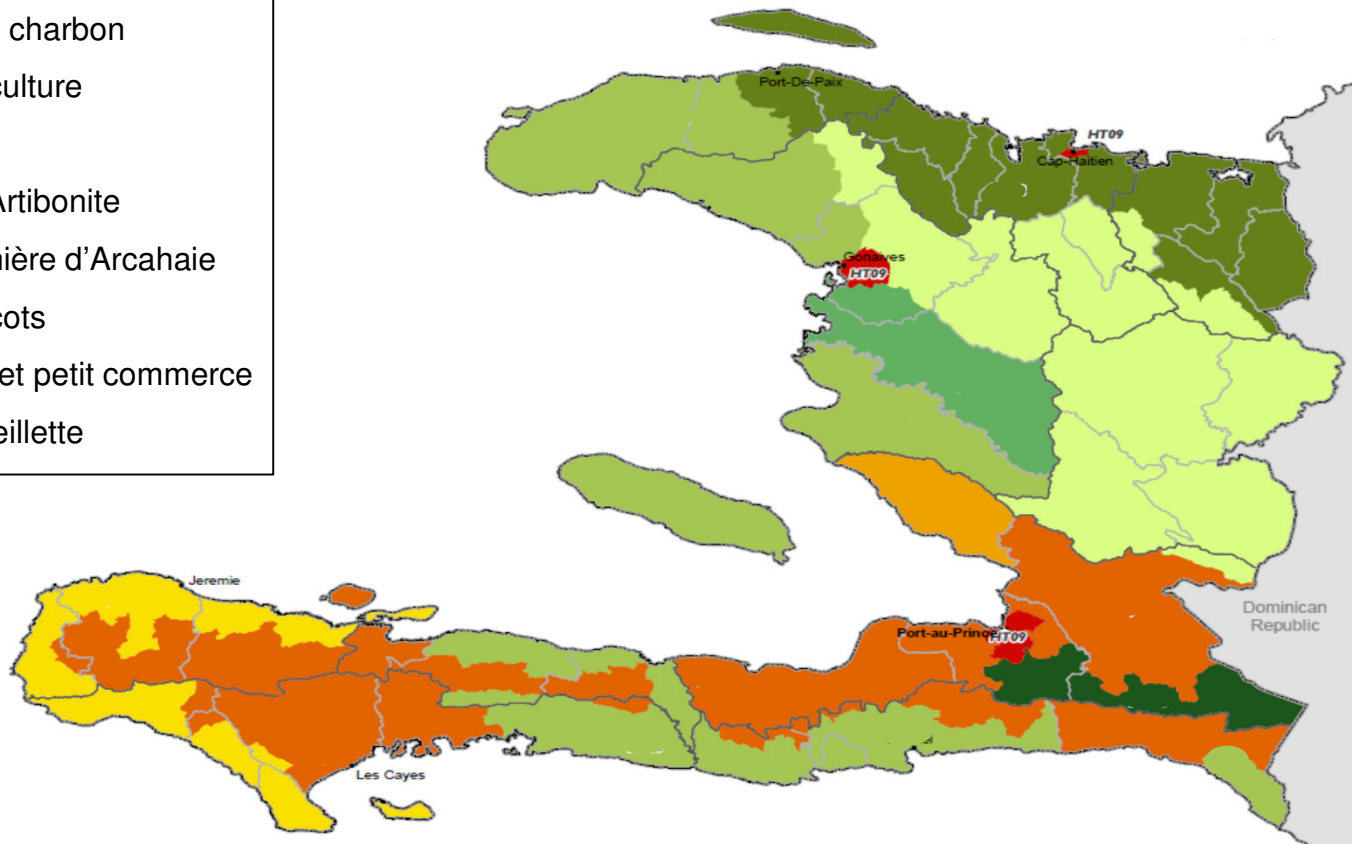 charbon
culture
Artibonite
nière d'Arcahaie
cots
et petit commerce
eillette
Port-De-Paix
HT09
Cap-Haitien
Gonaives
HT09
Jeremie
Dominican
Republic
Port-au-Prince
HT09
Les Cayes